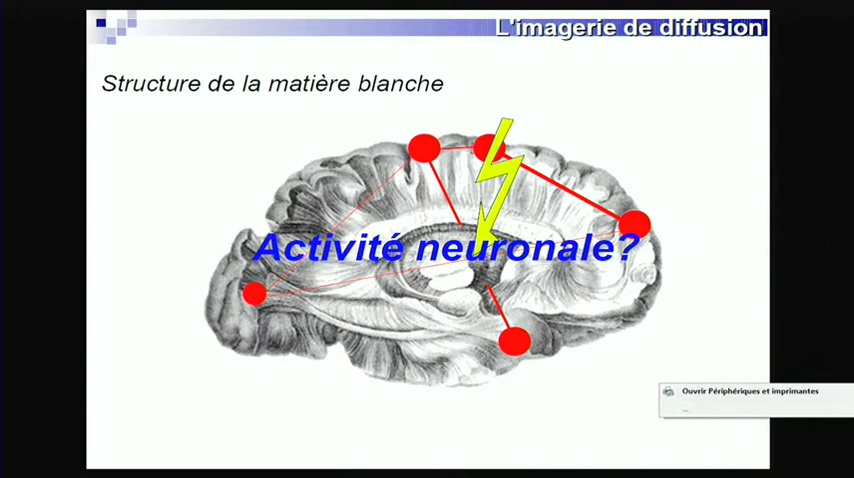 L'imagerie de diffusion
Structure de la matière blanche
Activité neuronale?
Ouvrir Périphériques et imprimantes
...